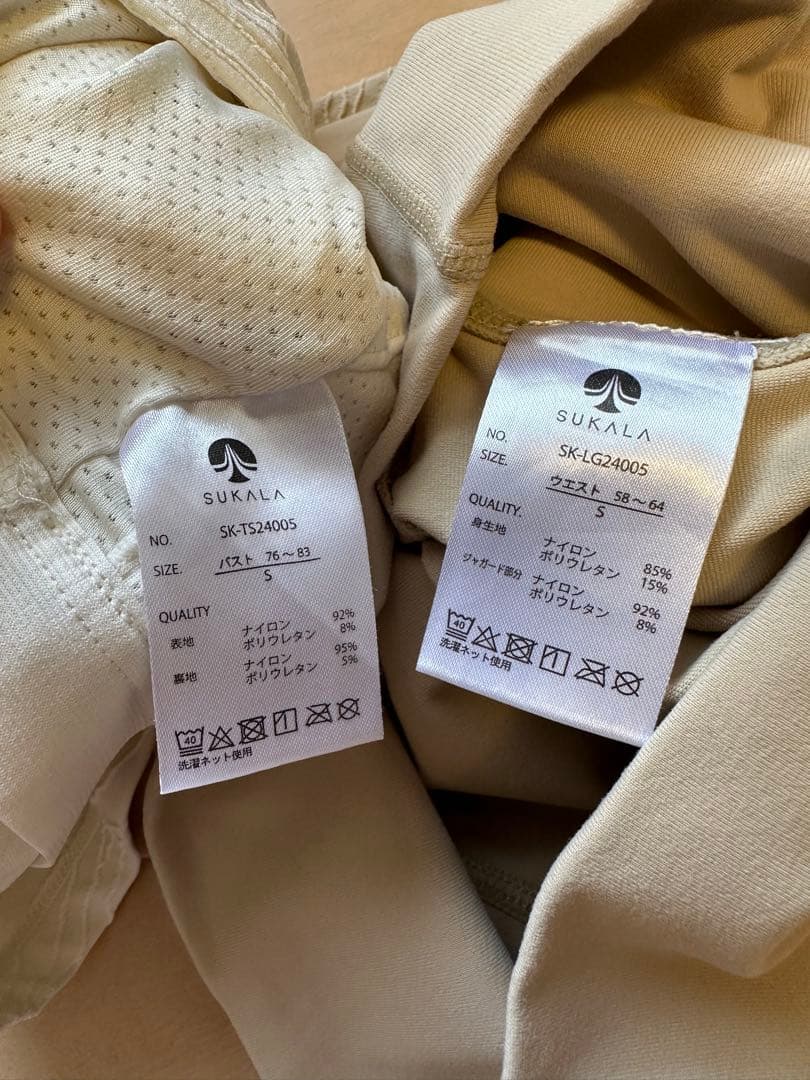 SUKALA
NO. SK-TS24005
SIZE. バスト 76～83
S
QUALITY
表地 ナイロン 92%
ポリウレタン 8%
裏地 ナイロン 95%
ポリウレタン 5%
40
洗濯ネット使用
SUKALA
NO. SK-LG24005
SIZE. ウエスト 58～64
S
QUALITY.
身生地 ナイロン 85%
ポリウレタン 15%
ジャガード部分 ナイロン 92%
ポリウレタン 8%
40
洗濯ネット使用